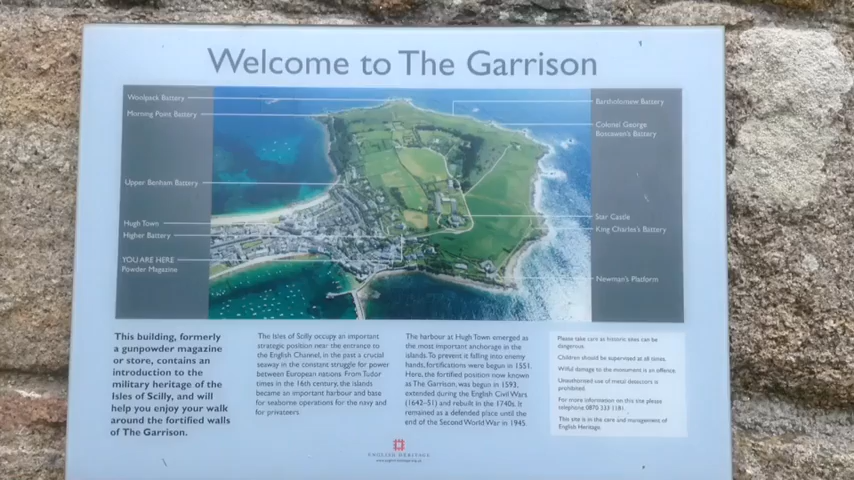 Welcome to The Garrison
Woolpack Battery
Morning Point Battery
Upper Benham Battery
Hugh Town
Higher Battery
YOU ARE HERE
Powder Magazine
Bartholomew Battery
Colonel George
Boscawen's Battery
Star Castle
King Charles's Battery
Newman's Platform
This building, formerly
a gunpowder magazine
or store, contains an
introduction to the
military heritage of the
Isles of Scilly, and will
help you enjoy your walk
around the fortified walls
of The Garrison.
The Isles of Scilly occupy an important
strategic position near the entrance to
the English Channel, in the past a crucial
seaway in the constant struggle for power
between European nations. From Tudor
times in the 16th century, the islands
became an important harbour and base
for seaborne operations for the navy and
for privateers.
The harbour at Hugh Town emerged as
the most important anchorage in the
islands. To prevent it falling into enemy
hands, fortifications were begun in 1551.
Here, the fortified position now known
as The Garrison, was begun in 1593,
extended during the English Civil Wars
(1642–51) and rebuilt in the 1740s. It
remained as a defended place until the
end of the Second World War in 1945.
Please take care as historic sites can be
dangerous.
Children should be supervised at all times.
Wilful damage to the monument is an offence.
Unauthorised use of metal detectors is
prohibited.
For more information on this site please
telephone 0870 333 1181.
This site is in the care and management of
English Heritage.
ENGLISH HERITAGE